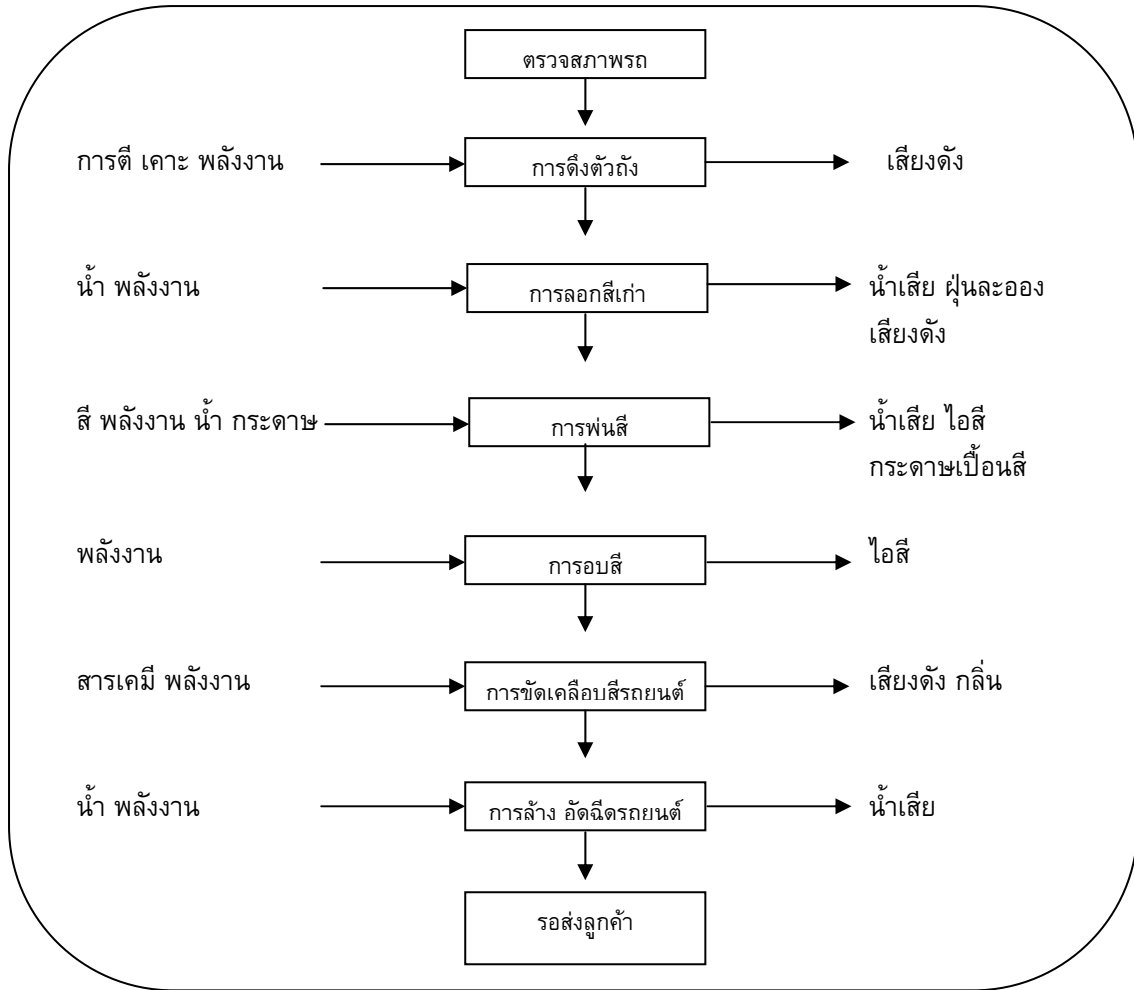 ตรวจสภาพรถ
การตี เคาะ พลังงาน
การดึงตัวถัง
เสียงดัง
น้ำ พลังงาน
การลอกสีเก่า
น้ำเสีย ฝุ่นละออง
เสียงดัง
สี พลังงาน น้ำ กระดาษ
การพ่นสี
น้ำเสีย ไอสี
กระดาษเปื้อนสี
พลังงาน
การอบสี
ไอสี
สารเคมี พลังงาน
การขัดเคลือบสีรถยนต์
เสียงดัง กลิ่น
น้ำ พลังงาน
การล้าง อัดฉีดรถยนต์
น้ำเสีย
รอส่งลูกค้า